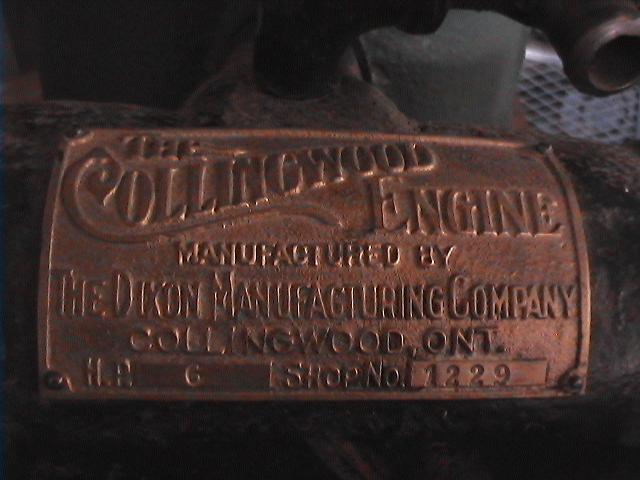 THE
COLLINGWOOD
ENGINE
MANUFACTURED BY
THE DIXON MANUFACTURING COMPANY
COLLINGWOOD, ONT.
H.P. 6 SHOP NO. 1229